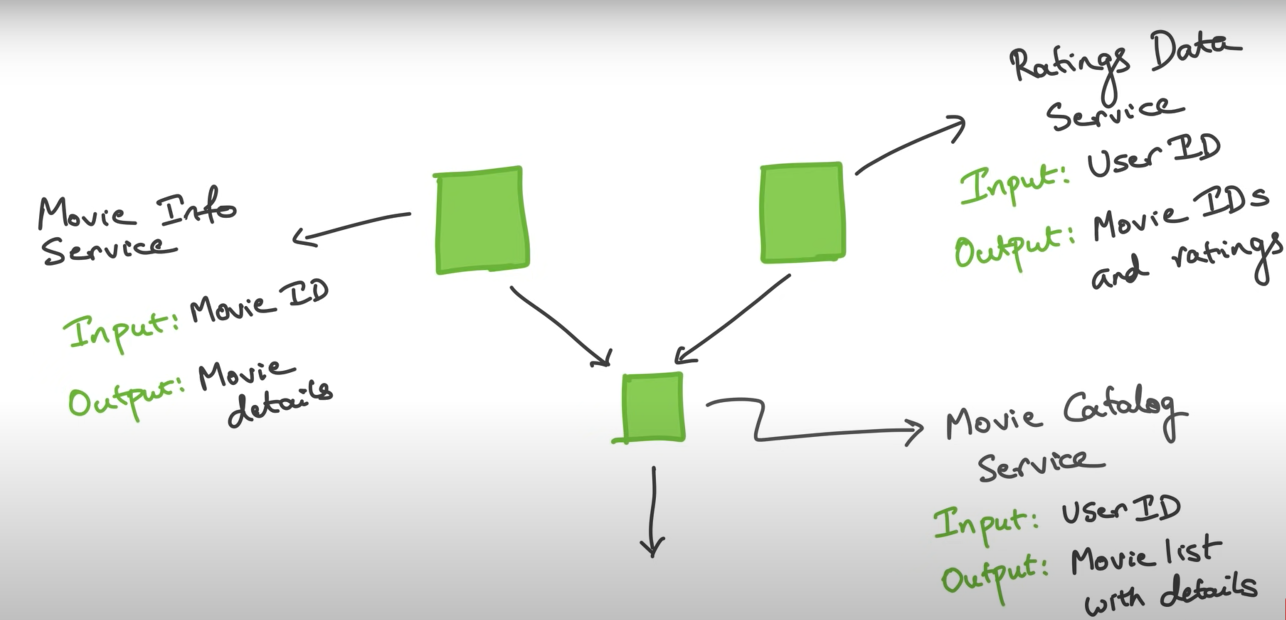 Ratings Data
Service
Input: User ID
Output: Movie IDs
and ratings
Movie Info
Service
Input: Movie ID
Output: Movie
details
Movie Catalog
Service
Input: User ID
Output: Movie list
with details